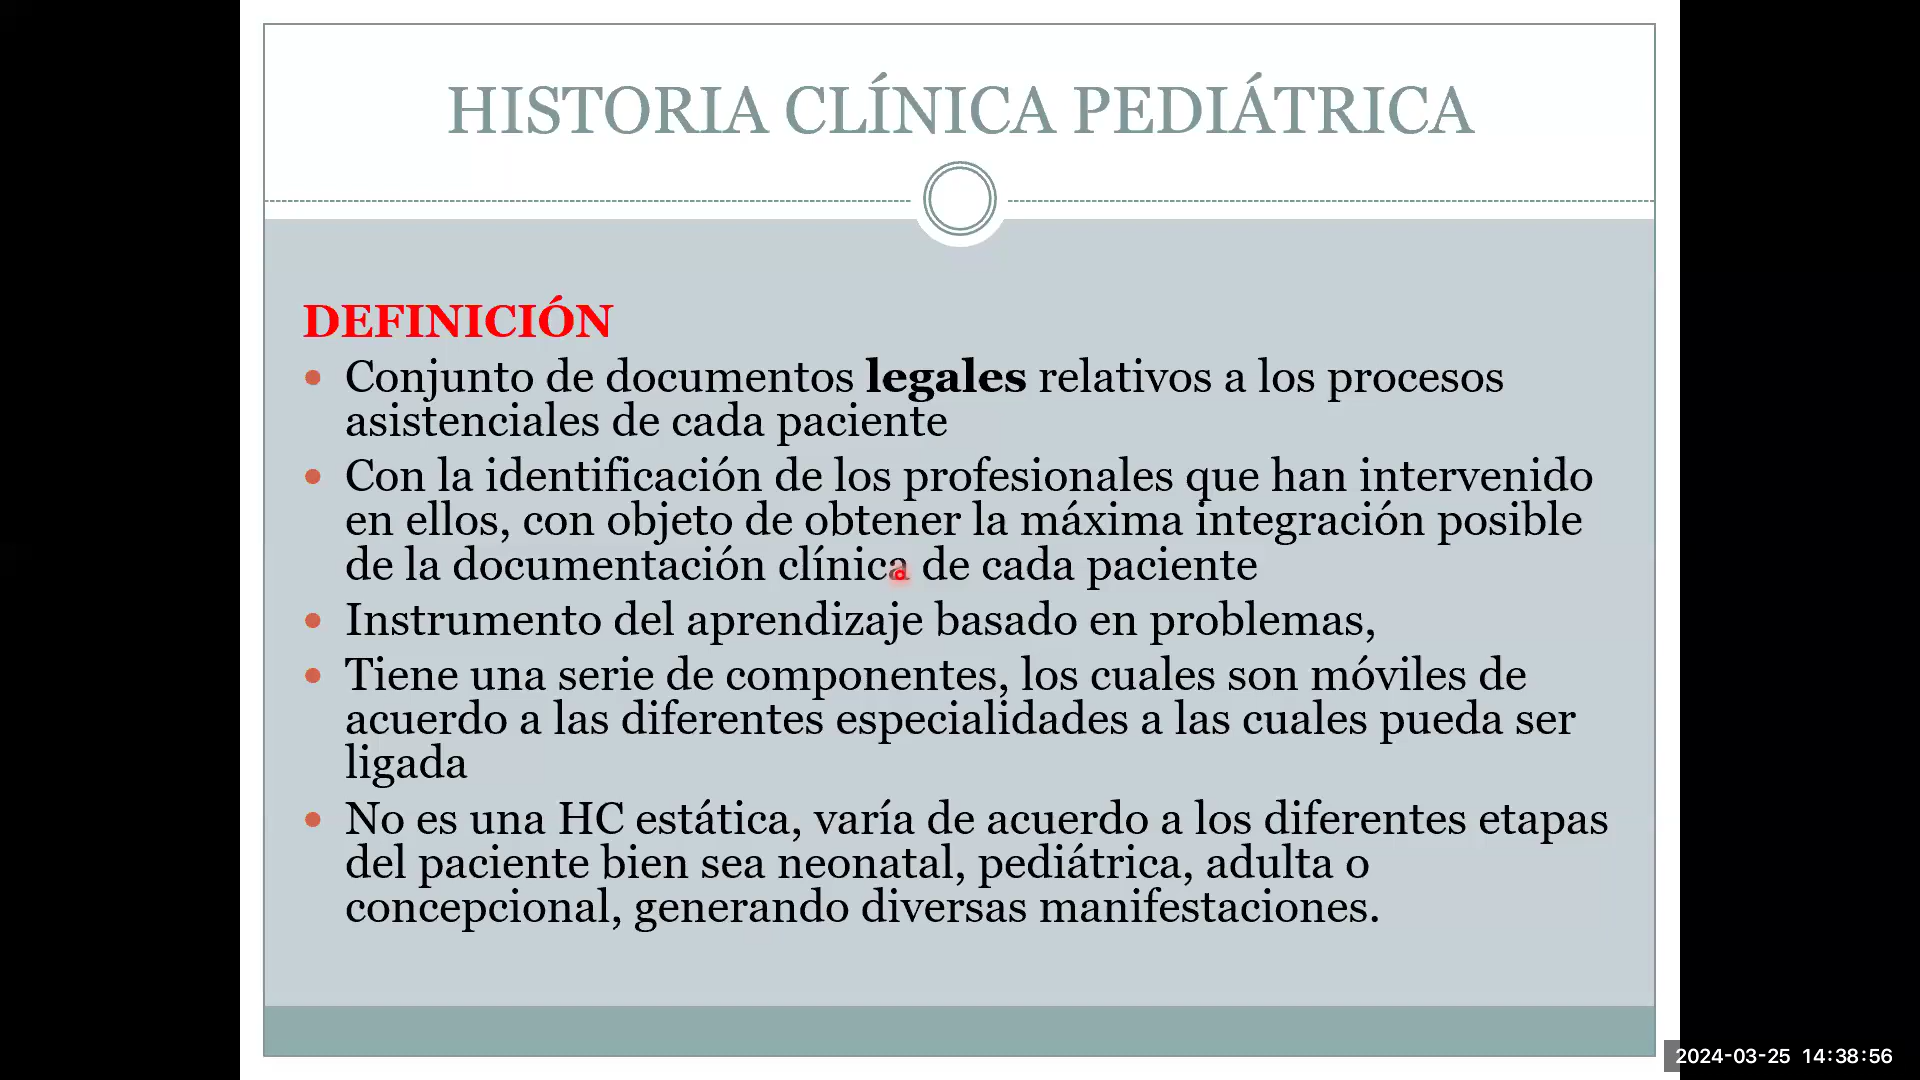 HISTORIA CLÍNICA PEDIÁTRICA
DEFINICIÓN
• Conjunto de documentos legales relativos a los procesos
asistenciales de cada paciente
• Con la identificación de los profesionales que han intervenido
en ellos, con objeto de obtener la máxima integración posible
de la documentación clínica de cada paciente
• Instrumento del aprendizaje basado en problemas,
• Tiene una serie de componentes, los cuales son móviles de
acuerdo a las diferentes especialidades a las cuales pueda ser
ligada
• No es una HC estática, varía de acuerdo a los diferentes etapas
del paciente bien sea neonatal, pediátrica, adulta o
concepcional, generando diversas manifestaciones.
2024-03-25 14:38:56